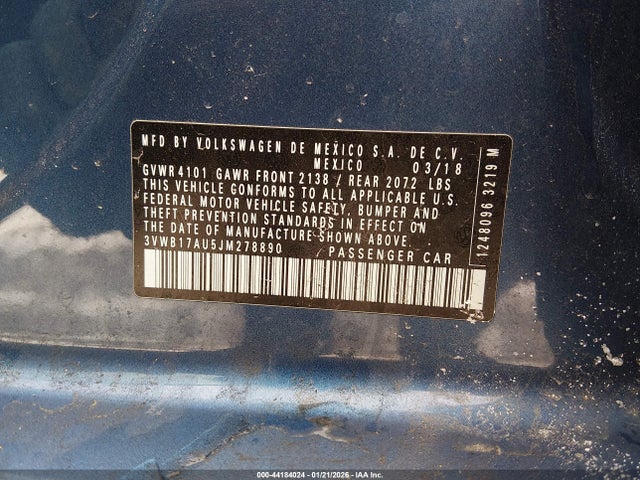 MFD BY VOLKSWAGEN DE MEXICO S.A. DE C.V.
MEXICO 03/18
GVWR4101 GAWR FRONT 2138 / REAR 2072 LBS
THIS VEHICLE CONFORMS TO ALL APPLICABLE U.S.
FEDERAL MOTOR VEHICLE SAFETY, BUMPER AND
THEFT PREVENTION STANDARDS IN EFFECT ON
THE DATE OF MANUFACTURE SHOWN ABOVE.
3VWB17AU5JM278890 PASSENGER CAR
1248096 3219 M
000-44184024 - 01/21/2026 - IAA Inc.